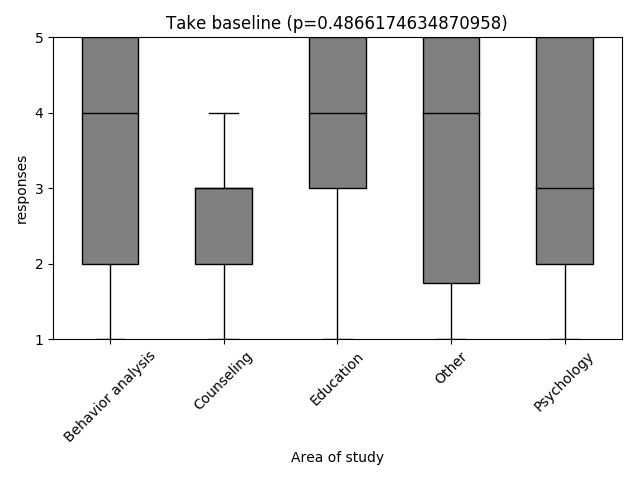 Take baseline (p=0.4866174634870958)
5
4
3
2
1
responses
Behavior analysis
Counseling
Education
Other
Psychology
Area of study